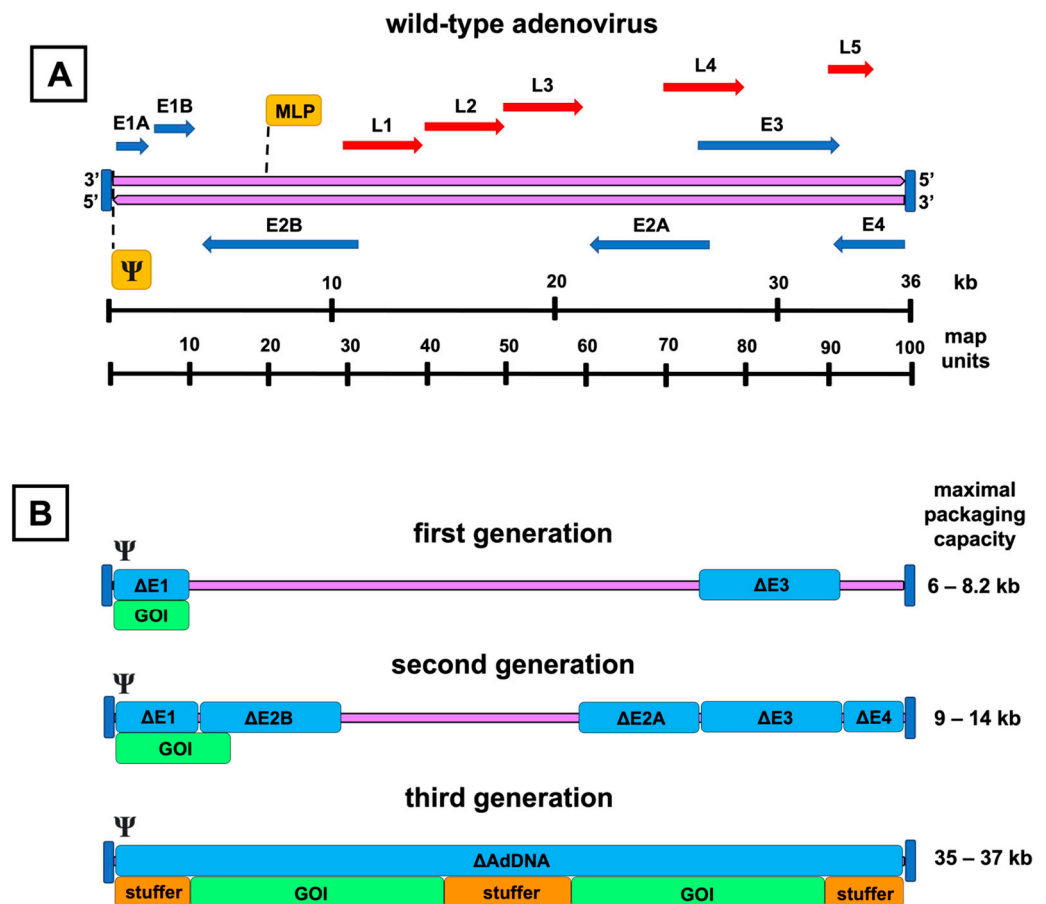 wild-type adenovirus
A
L5
L4
L3
E1B
MLP
L2
E1A
L1
E3
3’
5’
5’
3’
E2B
E2A
E4
Ψ
10
20
30
36
kb
10
20
30
40
50
60
70
80
90
100
map
units
B
maximal
packaging
capacity
first generation
Ψ
ΔE1
ΔE3
6 – 8.2 kb
GOI
second generation
Ψ
ΔE1
ΔE2B
ΔE2A
ΔE3
ΔE4
9 – 14 kb
GOI
third generation
Ψ
ΔAdDNA
35 – 37 kb
stuffer
GOI
stuffer
GOI
stuffer